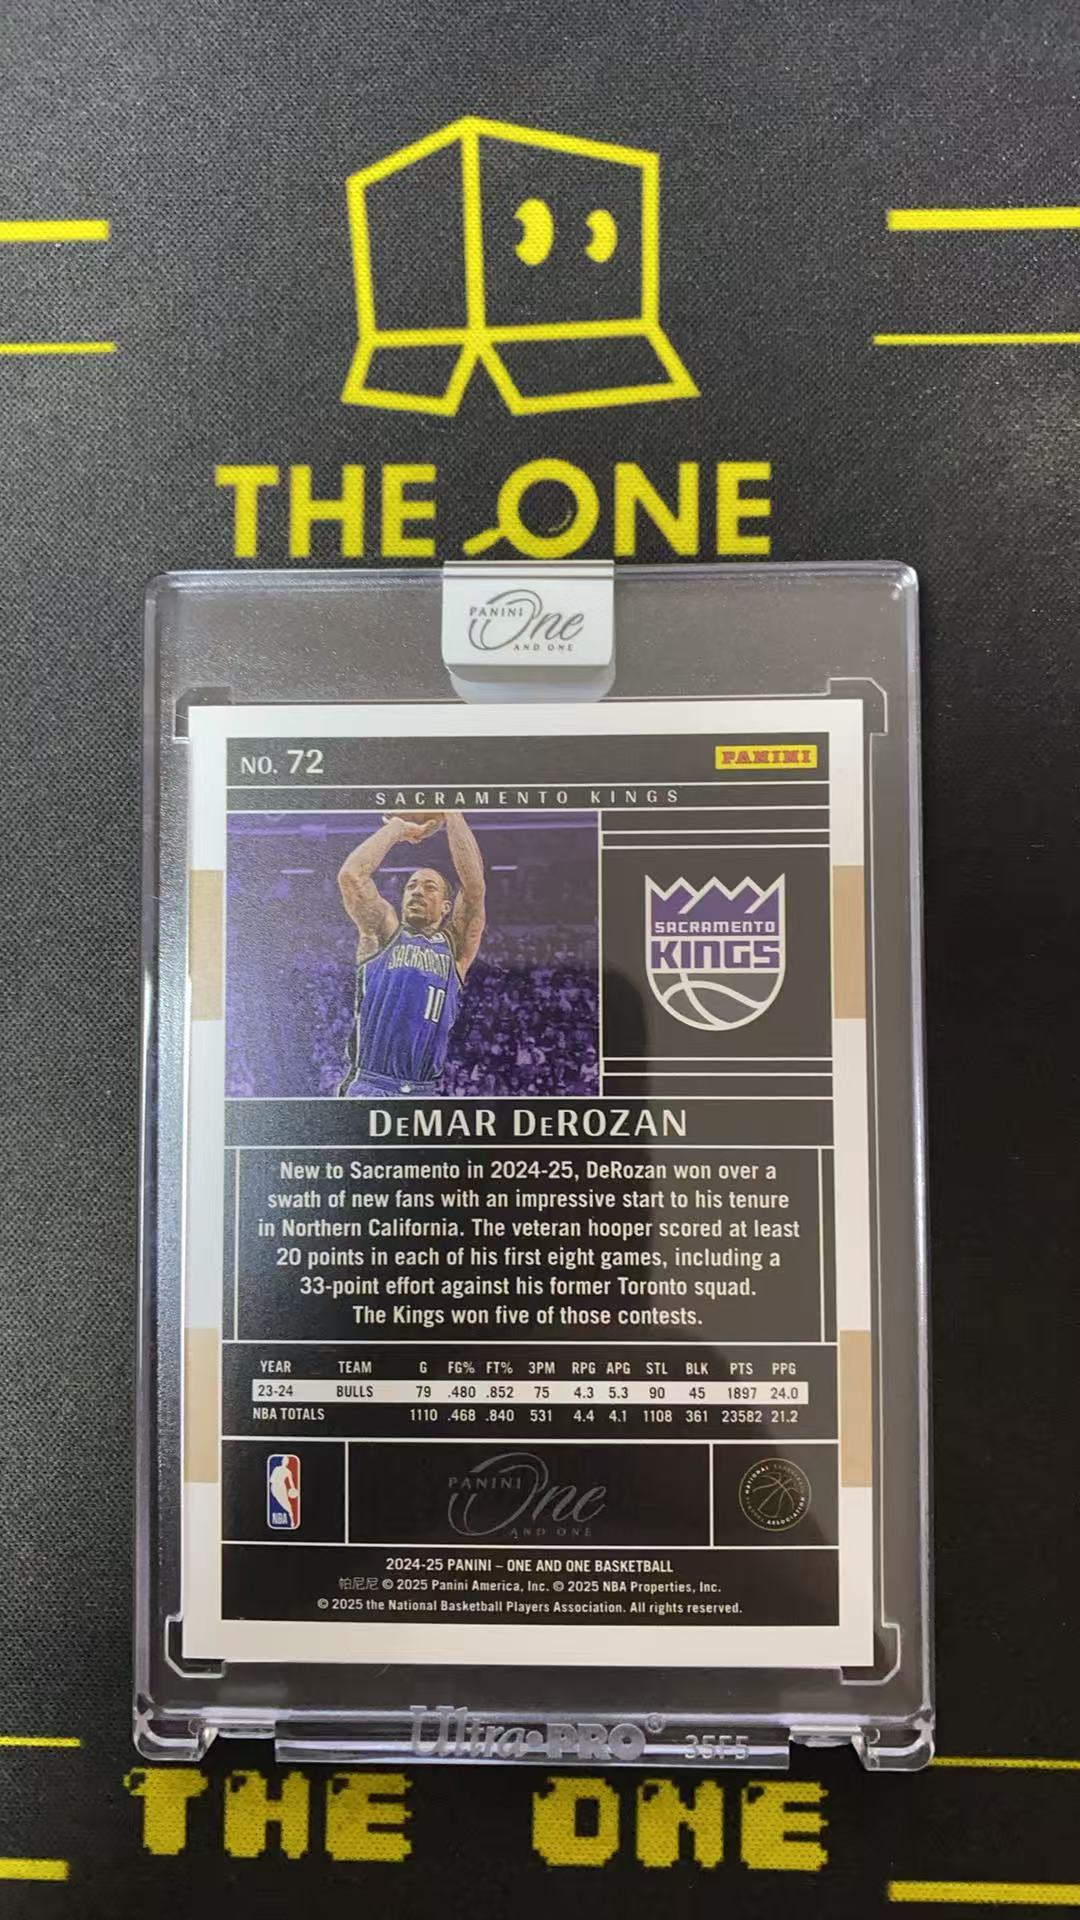 THE ONE
PANINI One
AND ONE
NO. 72
PANINI
SACRAMENTO KINGS
SACRAMENTO
10
SACRAMENTO
KINGS
DEMAR DEROZAN
New to Sacramento in 2024-25, DeRozan won over a
swath of new fans with an impressive start to his tenure
in Northern California. The veteran hooper scored at least
20 points in each of his first eight games, including a
33-point effort against his former Toronto squad.
The Kings won five of those contests.
YEAR TEAM G FG% FT% 3PM RPG APG STL BLK PTS PPG
23-24 BULLS 79 .480 .852 75 4.3 5.3 90 45 1897 24.0
NBA TOTALS 1110 .468 .840 531 4.4 4.1 1108 361 23582 21.2
NBA
PANINI One
AND ONE
NATIONAL BASKETBALL
ASSOCIATION
2024-25 PANINI – ONE AND ONE BASKETBALL
帕尼尼 © 2025 Panini America, Inc. © 2025 NBA Properties, Inc.
© 2025 the National Basketball Players Association. All rights reserved.
Ultra•PRO® 35F5
THE ONE